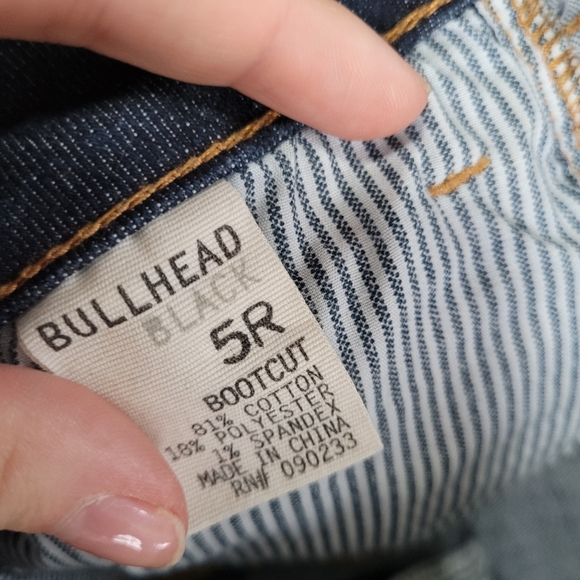 BULLHEAD
BLACK
5R
BOOTCUT
81% COTTON
18% POLYESTER
1% SPANDEX
MADE IN CHINA
RN# 090233